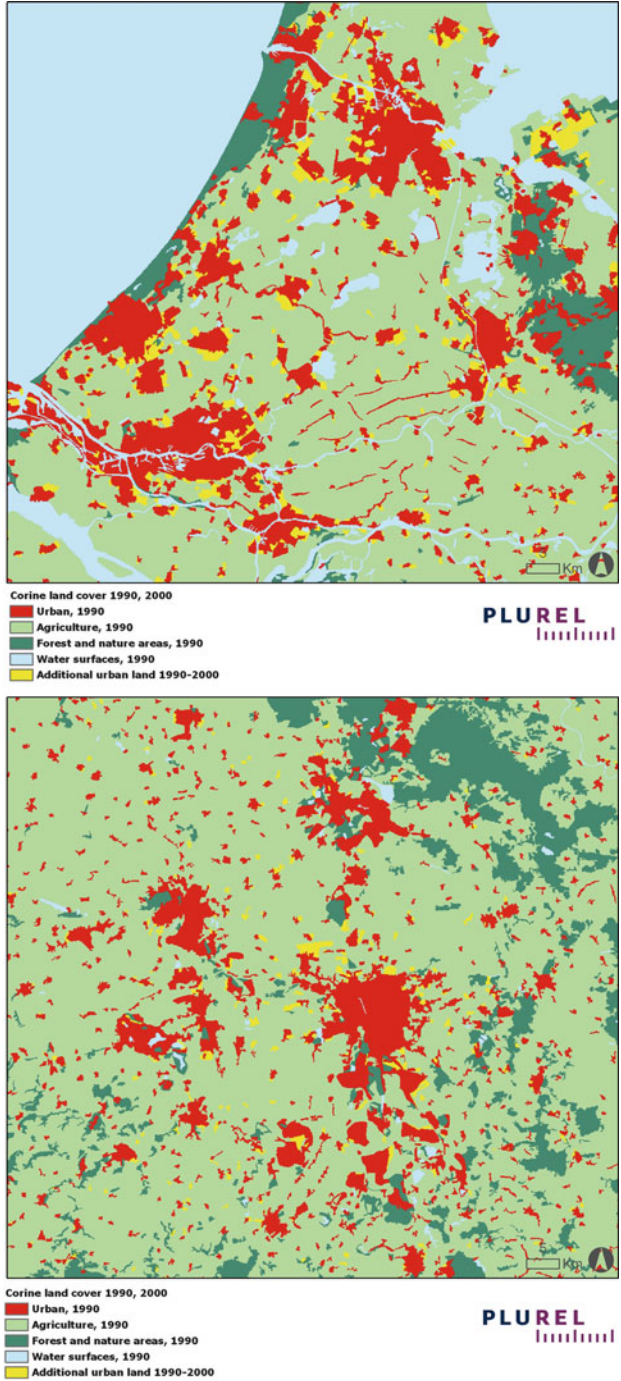 5
Km
Corine land cover 1990, 2000
Urban, 1990
Agriculture, 1990
Forest and nature areas, 1990
Water surfaces, 1990
Additional urban land 1990–2000
PLUREL
5
Km
Corine land cover 1990, 2000
Urban, 1990
Agriculture, 1990
Forest and nature areas, 1990
Water surfaces, 1990
Additional urban land 1990–2000
PLUREL